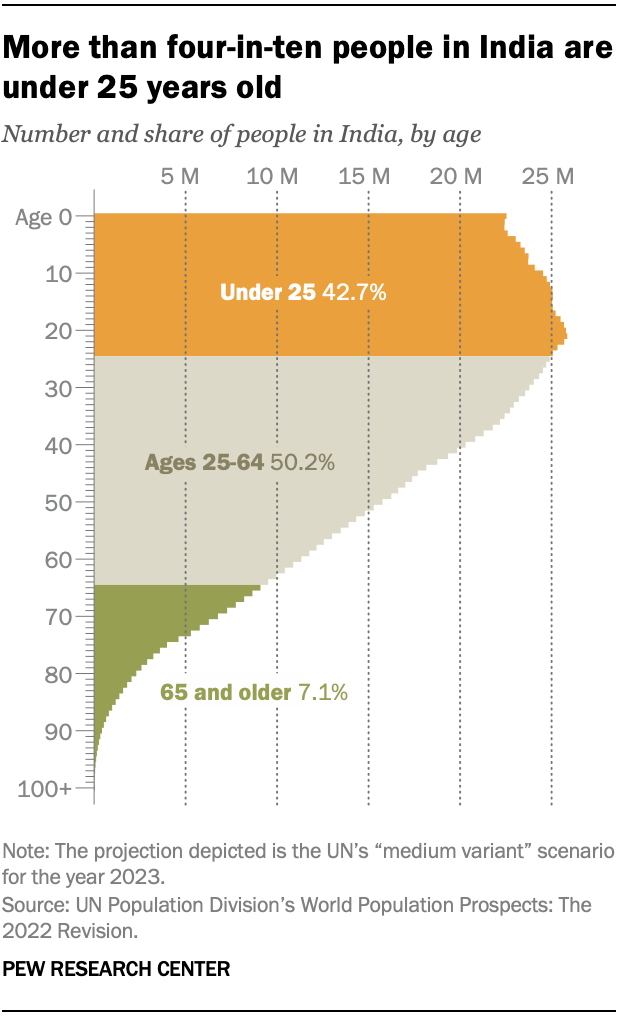 More than four-in-ten people in India are
under 25 years old
Number and share of people in India, by age
5 M 10 M 15 M 20 M 25 M
Age 0
10
Under 25 42.7%
20
30
40
Ages 25-64 50.2%
50
60
70
80
65 and older 7.1%
90
100+
Note: The projection depicted is the UN’s “medium variant” scenario
for the year 2023.
Source: UN Population Division’s World Population Prospects: The
2022 Revision.
PEW RESEARCH CENTER